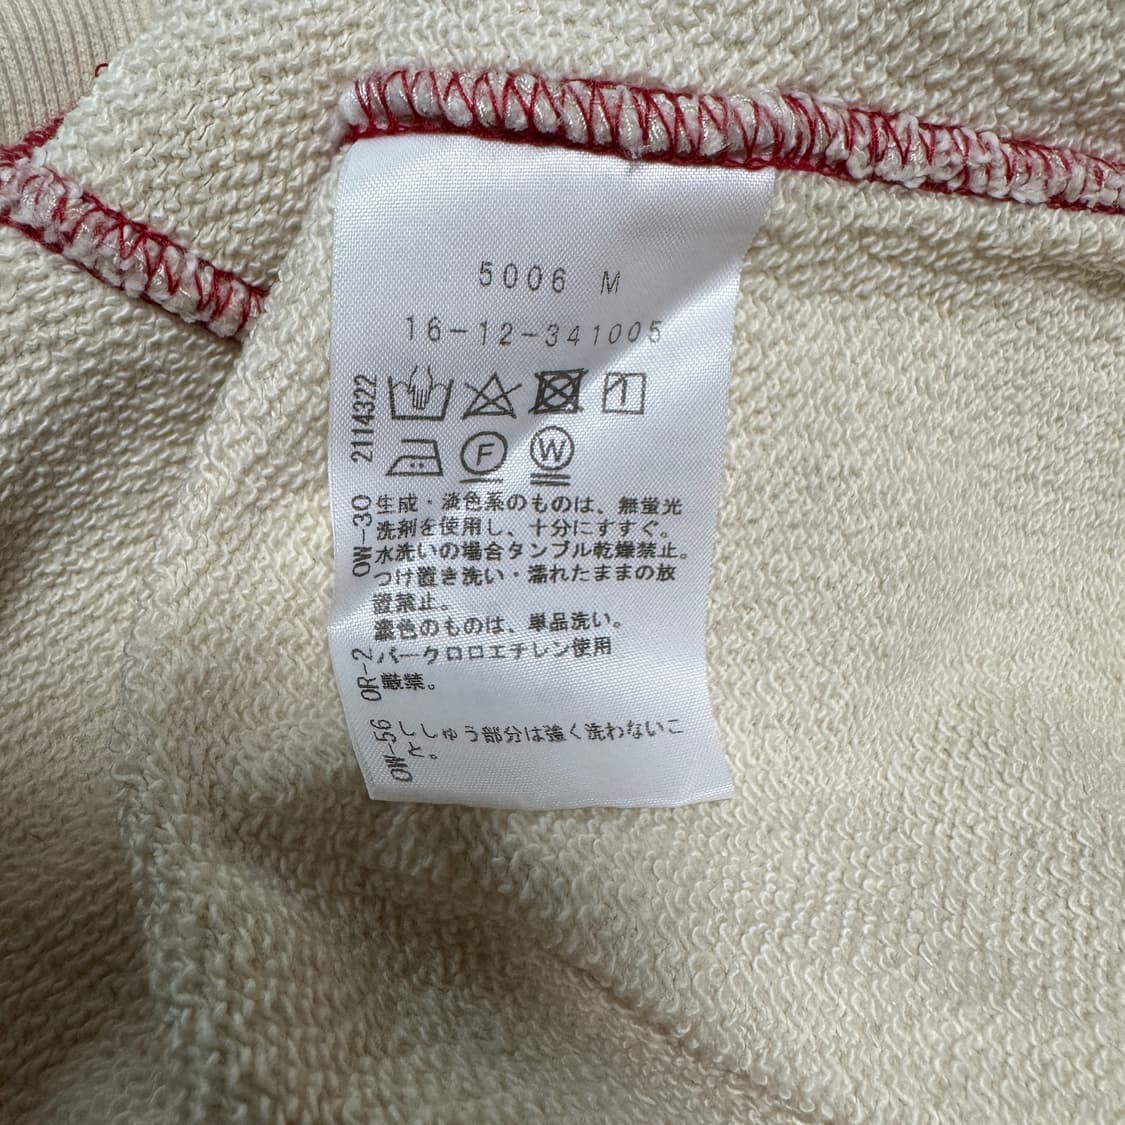 5006 M
16-12-341005
2114322
F W
OW-30
生成・淡色系のものは、無蛍光
洗剤を使用し、十分にすすぐ。
水洗いの場合タンブル乾燥禁止。
つけ置き洗い・濡れたままの放
置禁止。
濃色のものは、単品洗い。
OR-2
パークロロエチレン使用
厳禁。
OW-56
ししゅう部分は強く洗わないこ
と。